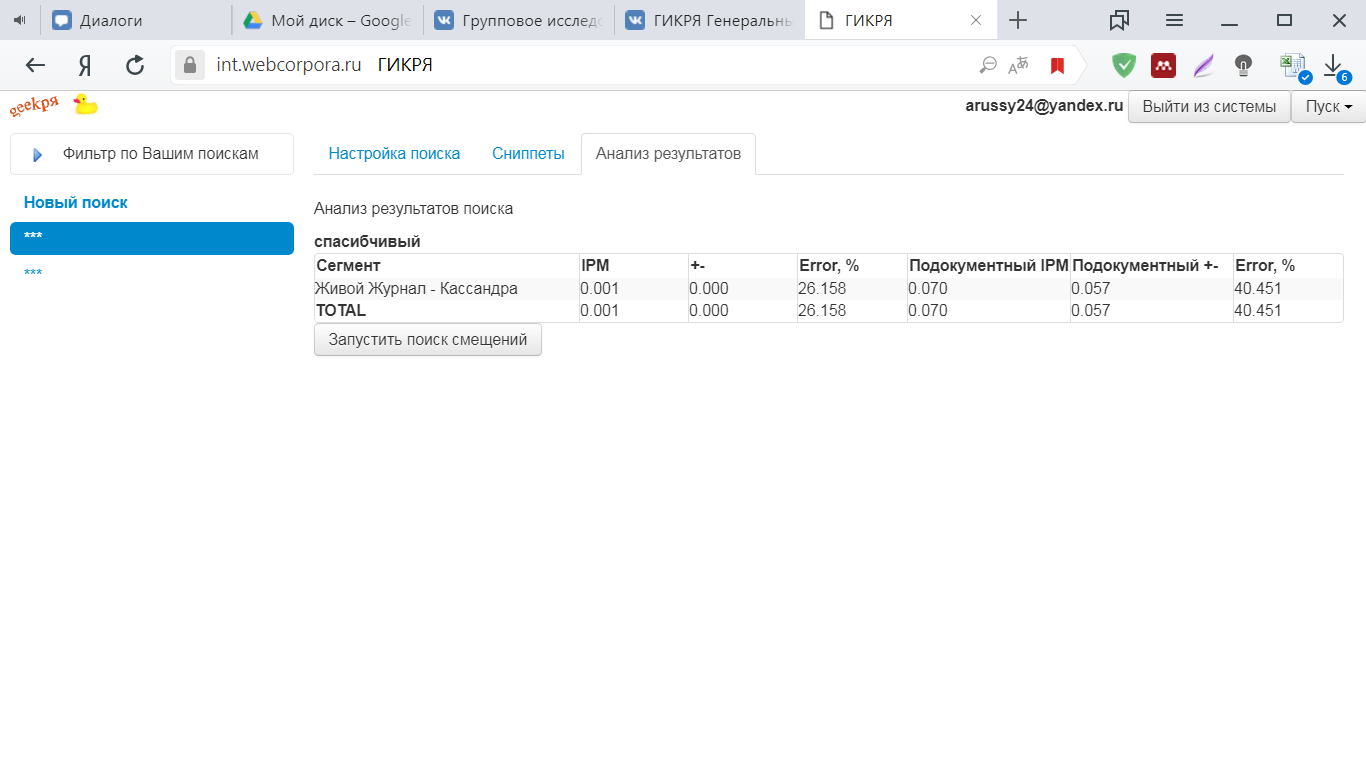 Диалоги Мой диск – Google Групповое исследо ГИКРЯ Генеральны ГИКРЯ
Я int.webcorpora.ru ГИКРЯ 6
geekря arussy24@yandex.ru Выйти из системы Пуск
Фильтр по Вашим поискам Настройка поиска Сниппеты Анализ результатов
Новый поиск
***
***
Анализ результатов поиска
спасибчивый
Сегмент IPM +- Error, % Подокументный IPM Подокументный +- Error, %
Живой Журнал - Кассандра 0.001 0.000 26.158 0.070 0.057 40.451
TOTAL 0.001 0.000 26.158 0.070 0.057 40.451
Запустить поиск смещений